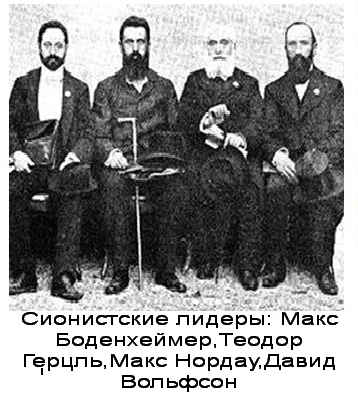 Сионистские лидеры: Макс
Боденхеймер,Теодор
Герцль,Макс Нордау,Давид
Вольфсон